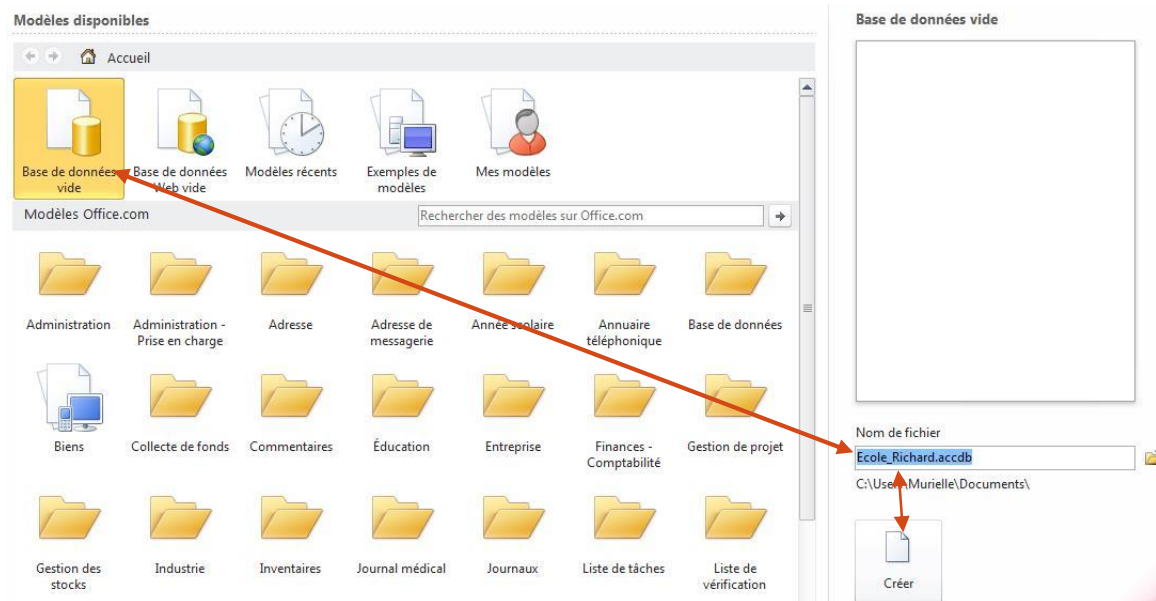 Modèles disponibles
Accueil
Base de données vide
Base de données Web vide
Modèles récents
Exemples de modèles
Mes modèles
Modèles Office.com
Rechercher des modèles sur Office.com
Administration
Administration - Prise en charge
Adresse
Adresse de messagerie
Année scolaire
Annuaire téléphonique
Base de données
Biens
Collecte de fonds
Commentaires
Éducation
Entreprise
Finances - Comptabilité
Gestion de projet
Gestion des stocks
Industrie
Inventaires
Journal médical
Journaux
Liste de tâches
Liste de vérification
Base de données vide
Nom de fichier
Ecole_Richard.accdb
C:\Users\Murielle\Documents\
Créer